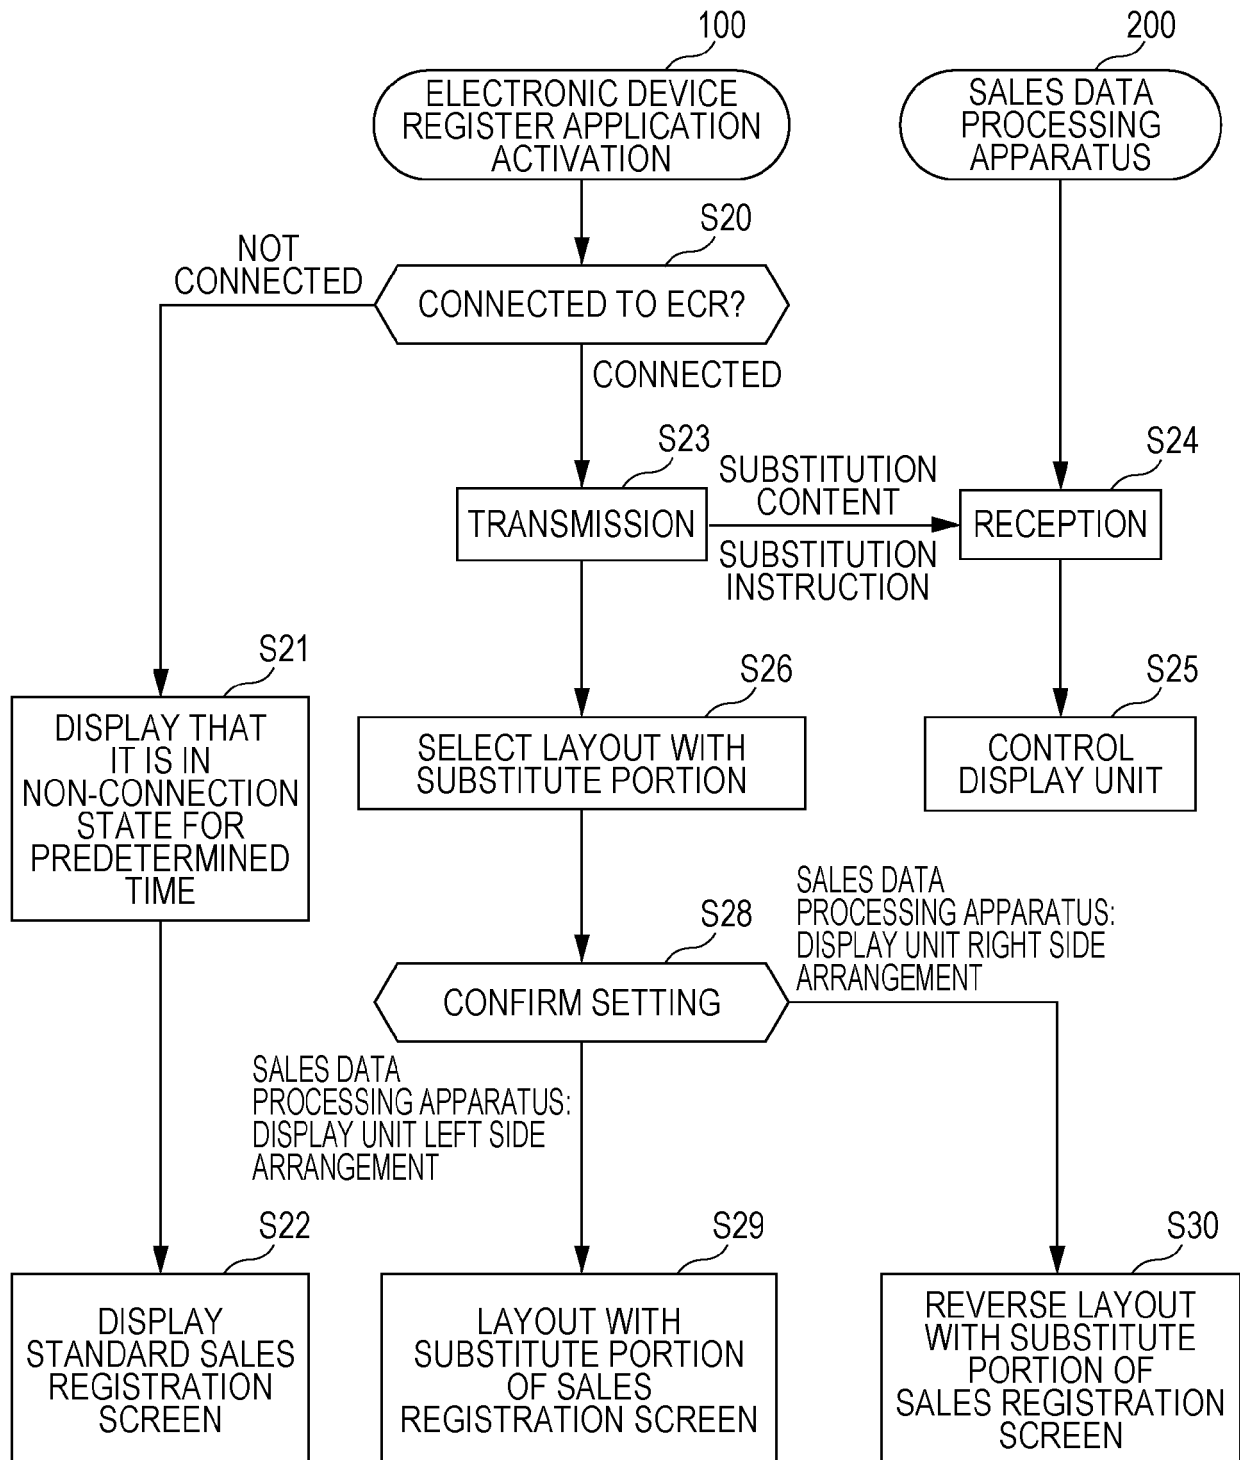 100
ELECTRONIC DEVICE
REGISTER APPLICATION
ACTIVATION
200
SALES DATA
PROCESSING
APPARATUS
S20
CONNECTED TO ECR?
NOT
CONNECTED
CONNECTED
S23
TRANSMISSION
SUBSTITUTION
CONTENT
SUBSTITUTION
INSTRUCTION
S24
RECEPTION
S21
DISPLAY THAT
IT IS IN
NON-CONNECTION
STATE FOR
PREDETERMINED
TIME
S26
SELECT LAYOUT WITH
SUBSTITUTE PORTION
S25
CONTROL
DISPLAY UNIT
S28
CONFIRM SETTING
SALES DATA
PROCESSING APPARATUS:
DISPLAY UNIT RIGHT SIDE
ARRANGEMENT
SALES DATA
PROCESSING APPARATUS:
DISPLAY UNIT LEFT SIDE
ARRANGEMENT
S22
DISPLAY
STANDARD SALES
REGISTRATION
SCREEN
S29
LAYOUT WITH
SUBSTITUTE PORTION
OF SALES
REGISTRATION SCREEN
S30
REVERSE LAYOUT
WITH SUBSTITUTE
PORTION OF
SALES REGISTRATION
SCREEN